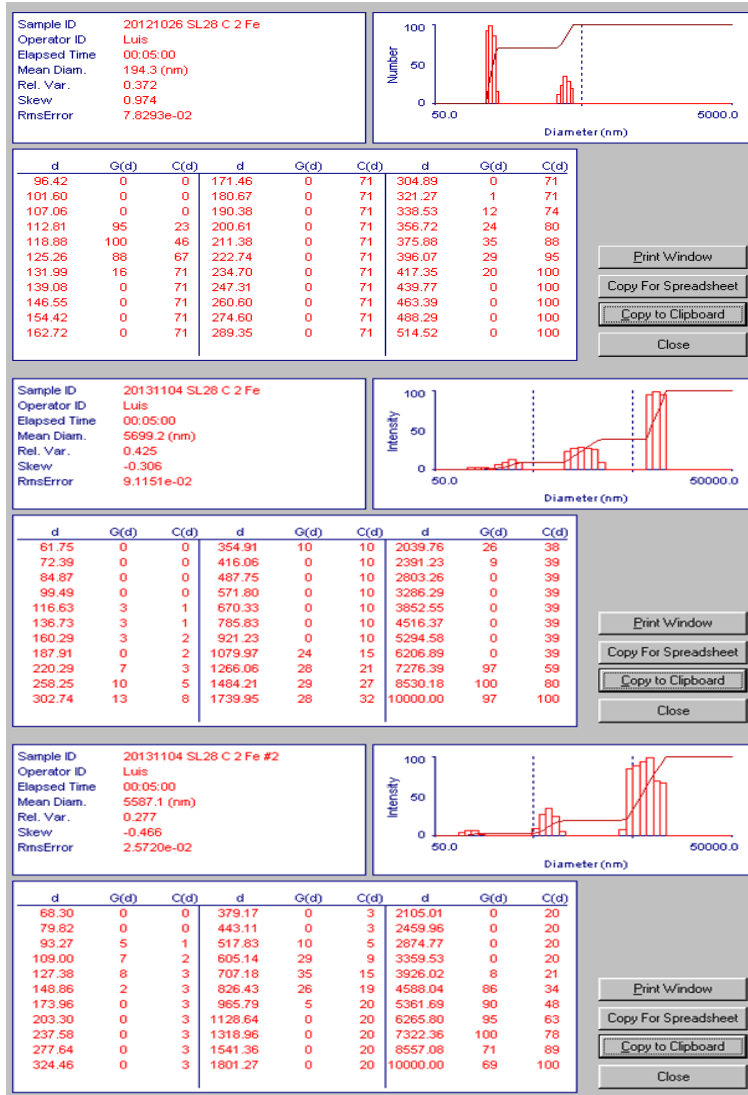 Sample ID 20121026 SL28 C 2 Fe
Operator ID Luis
Elapsed Time 00:05:00
Mean Diam. 194.3 (nm)
Rel. Var. 0.372
Skew 0.974
RmsError 7.8293e-02
100
50
0
Number
50.0 5000.0
Diameter (nm)
d G(d) C(d) d G(d) C(d) d G(d) C(d)
96.42 0 0 171.46 0 71 304.89 0 71
101.60 0 0 180.67 0 71 321.27 1 71
107.06 0 0 190.38 0 71 338.53 12 74
112.81 95 23 200.61 0 71 356.72 24 80
118.88 100 46 211.38 0 71 375.88 35 88
125.26 88 67 222.74 0 71 396.07 29 95
131.99 16 71 234.70 0 71 417.35 20 100
139.08 0 71 247.31 0 71 439.77 0 100
146.55 0 71 260.60 0 71 463.39 0 100
154.42 0 71 274.60 0 71 488.29 0 100
162.72 0 71 289.35 0 71 514.52 0 100
Print Window
Copy For Spreadsheet
Copy to Clipboard
Close
Sample ID 20131104 SL28 C 2 Fe
Operator ID Luis
Elapsed Time 00:05:00
Mean Diam. 5699.2 (nm)
Rel. Var. 0.425
Skew -0.306
RmsError 9.1151e-02
100
50
0
Intensity
50.0 50000.0
Diameter (nm)
d G(d) C(d) d G(d) C(d) d G(d) C(d)
61.75 0 0 354.91 10 10 2039.76 26 38
72.39 0 0 416.06 0 10 2391.23 9 39
84.87 0 0 487.75 0 10 2803.26 0 39
99.49 0 0 571.80 0 10 3286.29 0 39
116.63 3 1 670.33 0 10 3852.55 0 39
136.73 3 1 785.83 0 10 4516.37 0 39
160.29 3 2 921.23 0 10 5294.58 0 39
187.91 0 2 1079.97 24 15 6206.89 0 39
220.29 7 3 1266.06 28 21 7276.39 97 59
258.25 10 5 1484.21 29 27 8530.18 100 80
302.74 13 8 1739.95 28 32 10000.00 97 100
Print Window
Copy For Spreadsheet
Copy to Clipboard
Close
Sample ID 20131104 SL28 C 2 Fe #2
Operator ID Luis
Elapsed Time 00:05:00
Mean Diam. 5587.1 (nm)
Rel. Var. 0.277
Skew -0.466
RmsError 2.5720e-02
100
50
0
Intensity
50.0 50000.0
Diameter (nm)
d G(d) C(d) d G(d) C(d) d G(d) C(d)
68.30 0 0 379.17 0 3 2105.01 0 20
79.82 0 0 443.11 0 3 2459.96 0 20
93.27 5 1 517.83 10 5 2874.77 0 20
109.00 7 2 605.14 29 9 3359.53 0 20
127.38 8 3 707.18 35 15 3926.02 8 21
148.86 2 3 826.43 26 19 4588.04 86 34
173.96 0 3 965.79 5 20 5361.69 90 48
203.30 0 3 1128.64 0 20 6265.80 95 63
237.58 0 3 1318.96 0 20 7322.36 100 78
277.64 0 3 1541.36 0 20 8557.08 71 89
324.46 0 3 1801.27 0 20 10000.00 69 100
Print Window
Copy For Spreadsheet
Copy to Clipboard
Close